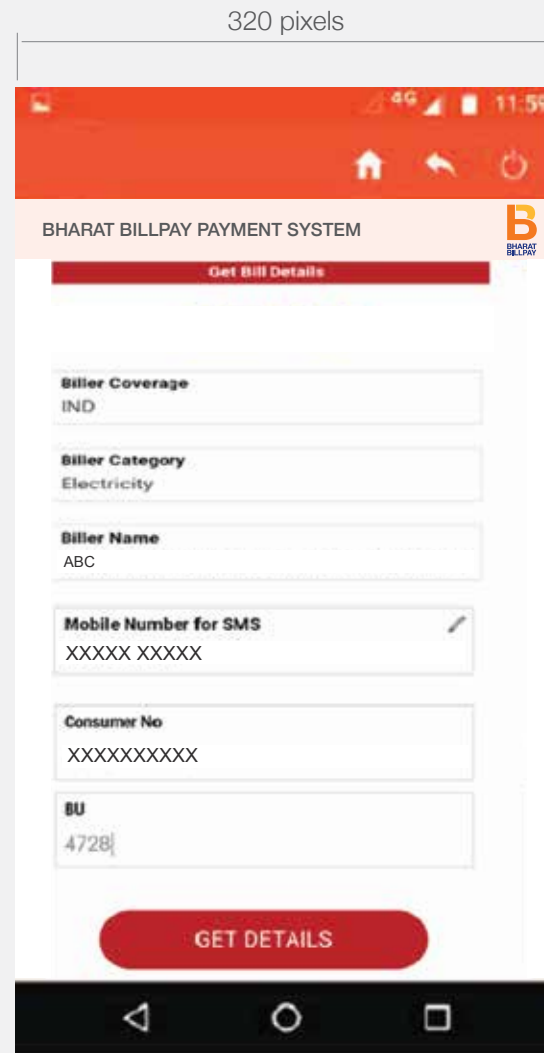 320 pixels
4G 11:59
BHARAT BILLPAY PAYMENT SYSTEM
B
BHARAT
BILLPAY
Get Bill Details
Biller Coverage
IND
Biller Category
Electricity
Biller Name
ABC
Mobile Number for SMS
XXXXX XXXXX
Consumer No
XXXXXXXXXX
BU
4728
GET DETAILS